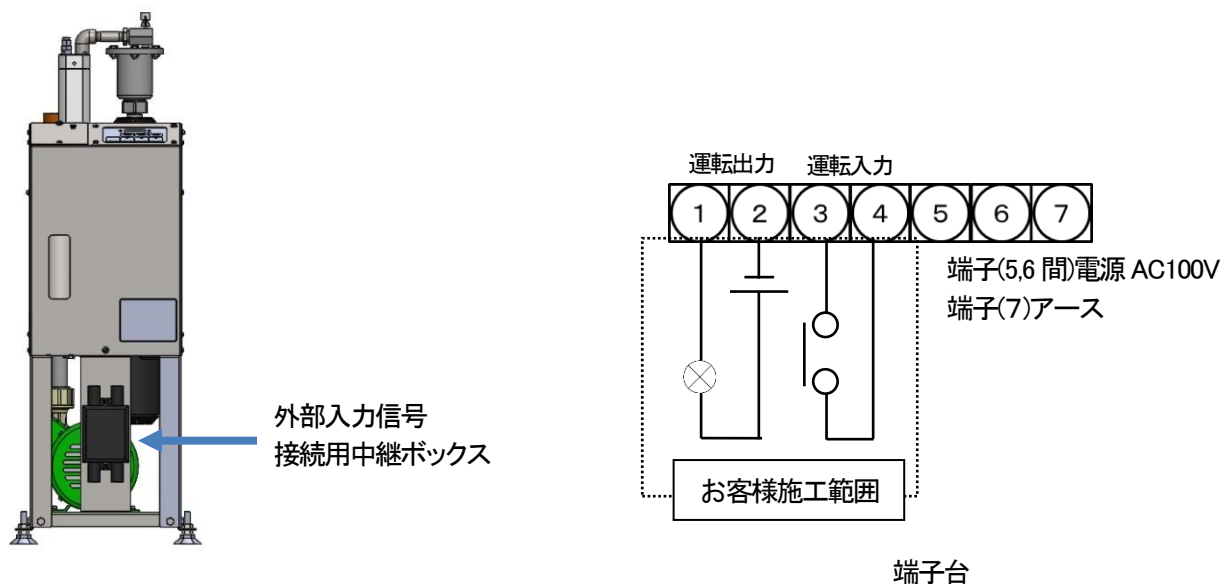 運転出力 運転入力
1 2 3 4 5 6 7
端子(5,6 間)電源 AC100V
端子(7)アース
外部入力信号
接続用中継ボックス
お客様施工範囲
端子台